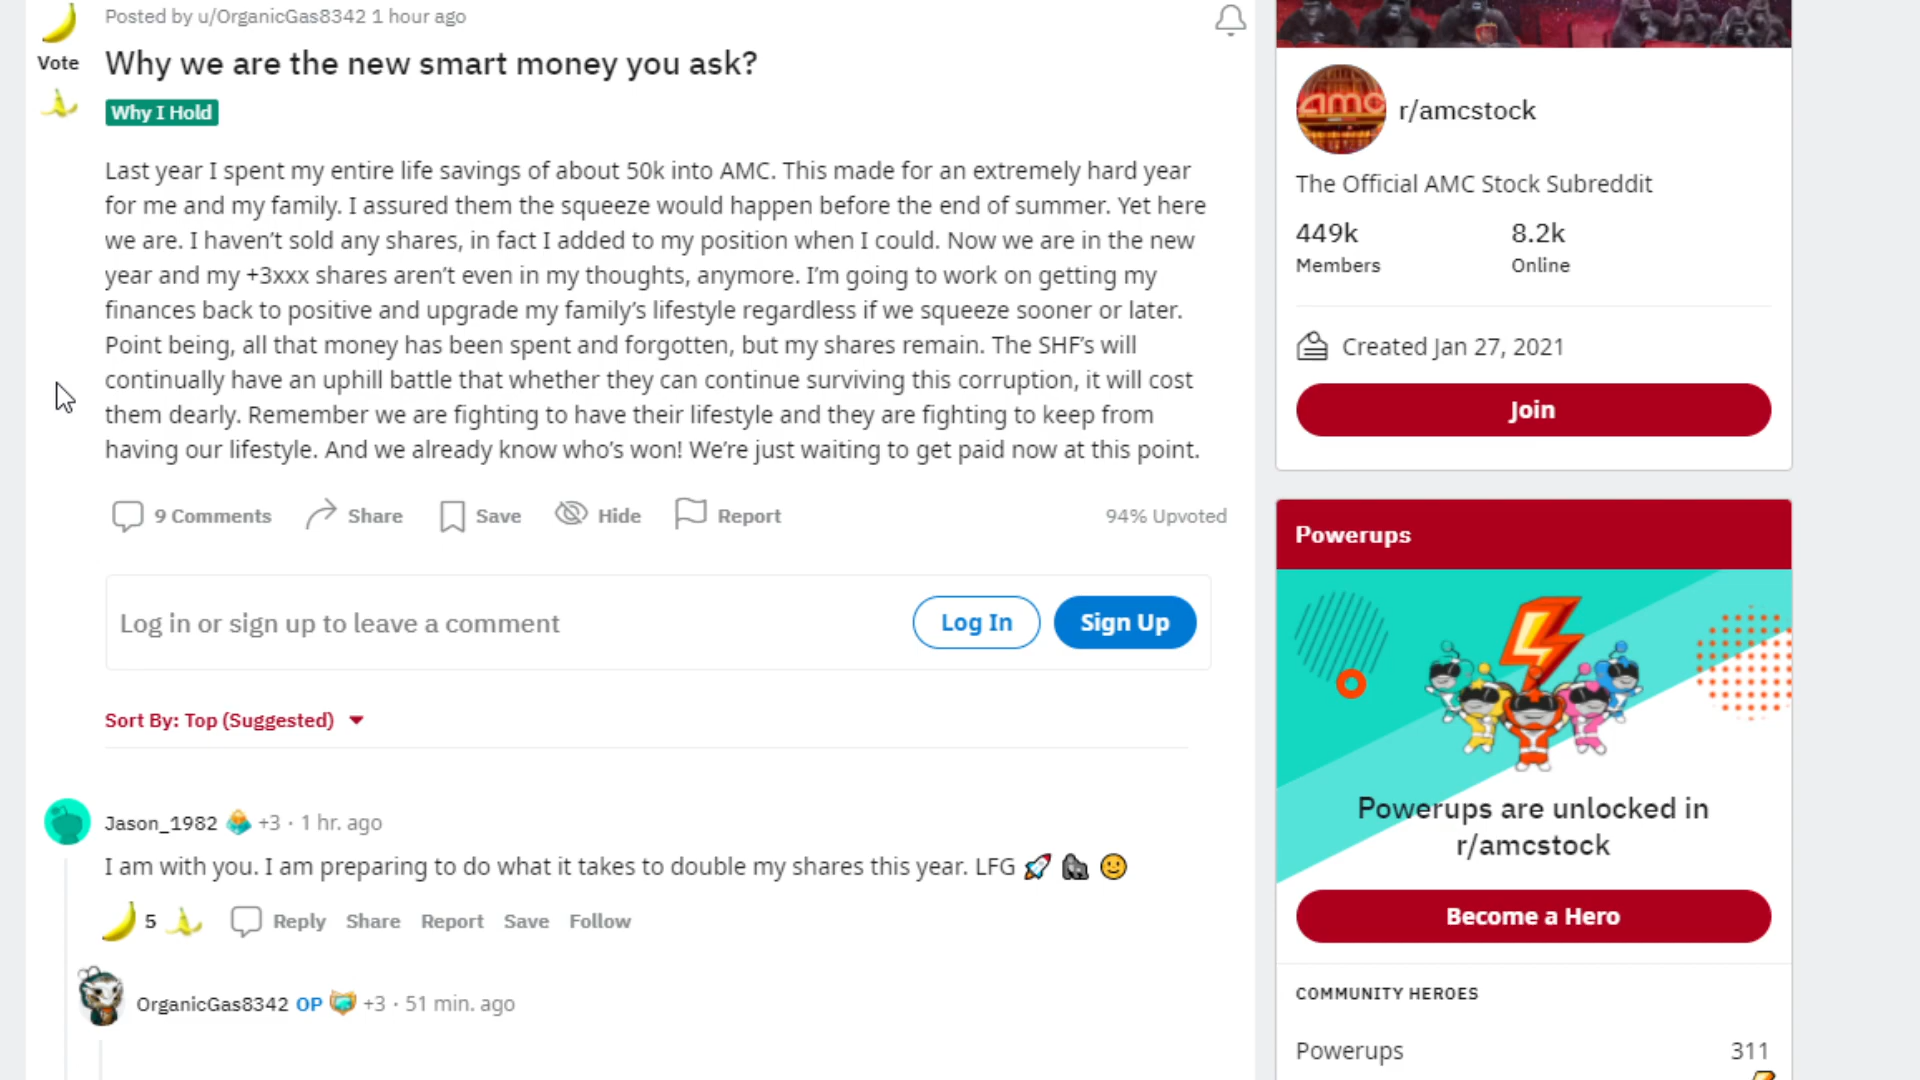 Posted by u/OrganicGas8342 1 hour ago
Vote
Why we are the new smart money you ask?
Why I Hold
Last year I spent my entire life savings of about 50k into AMC. This made for an extremely hard year
for me and my family. I assured them the squeeze would happen before the end of summer. Yet here
we are. I haven't sold any shares, in fact I added to my position when I could. Now we are in the new
year and my +3xxx shares aren't even in my thoughts, anymore. I'm going to work on getting my
finances back to positive and upgrade my family's lifestyle regardless if we squeeze sooner or later.
Point being, all that money has been spent and forgotten, but my shares remain. The SHF's will
continually have an uphill battle that whether they can continue surviving this corruption, it will cost
them dearly. Remember we are fighting to have their lifestyle and they are fighting to keep from
having our lifestyle. And we already know who's won! We're just waiting to get paid now at this point.
9 Comments Share Save Hide Report 94% Upvoted
Log in or sign up to leave a comment Log In Sign Up
Sort By: Top (Suggested)
Jason_1982 +3 · 1 hr. ago
I am with you. I am preparing to do what it takes to double my shares this year. LFG 🚀 🦍 🙂
5 Reply Share Report Save Follow
OrganicGas8342 OP +3 · 51 min. ago
amc r/amcstock
The Official AMC Stock Subreddit
449k 8.2k
Members Online
Created Jan 27, 2021
Join
Powerups
Powerups are unlocked in
r/amcstock
Become a Hero
COMMUNITY HEROES
Powerups 311